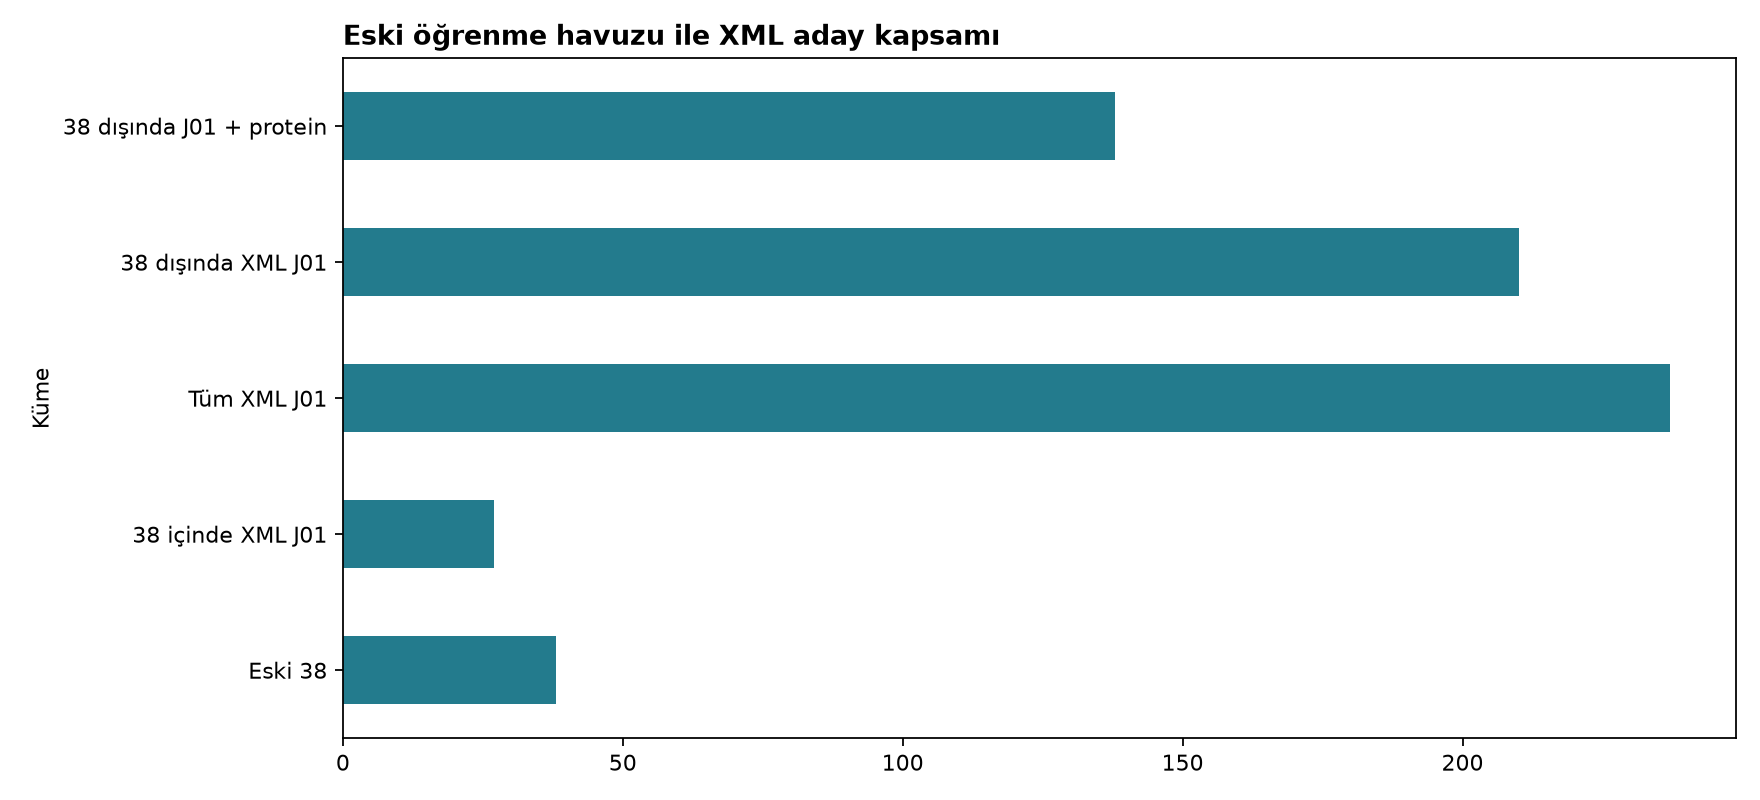 Eski öğrenme havuzu ile XML aday kapsamı
38 dışında J01 + protein
38 dışında XML J01
Tüm XML J01
38 içinde XML J01
Eski 38
Küme
0 50 100 150 200